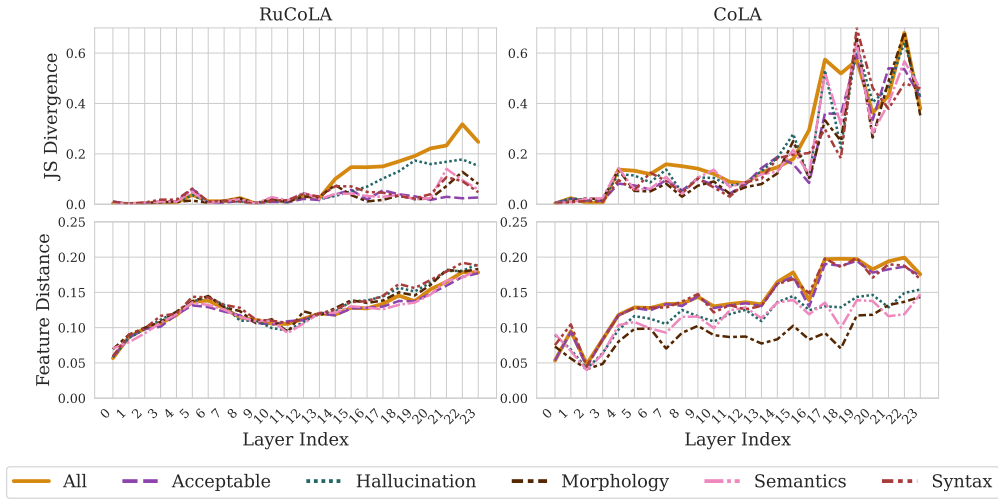 RuCoLA CoLA
JS Divergence
0.6 0.6
0.4 0.4
0.2 0.2
0.0 0.0
Feature Distance
0.25 0.25
0.20 0.20
0.15 0.15
0.10 0.10
0.05 0.05
0.00 0.00
0 1 2 3 4 5 6 7 8 9 10 11 12 13 14 15 16 17 18 19 20 21 22 23 0 1 2 3 4 5 6 7 8 9 10 11 12 13 14 15 16 17 18 19 20 21 22 23
Layer Index Layer Index
All Acceptable Hallucination Morphology Semantics Syntax